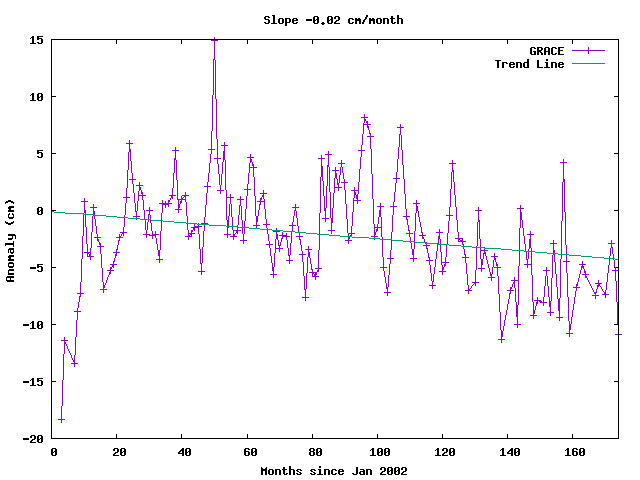 Slope -0.02 cm/month
GRACE
Trend Line
15
10
5
0
-5
-10
-15
-20
Anomaly (cm)
0 20 40 60 80 100 120 140 160
Months since Jan 2002